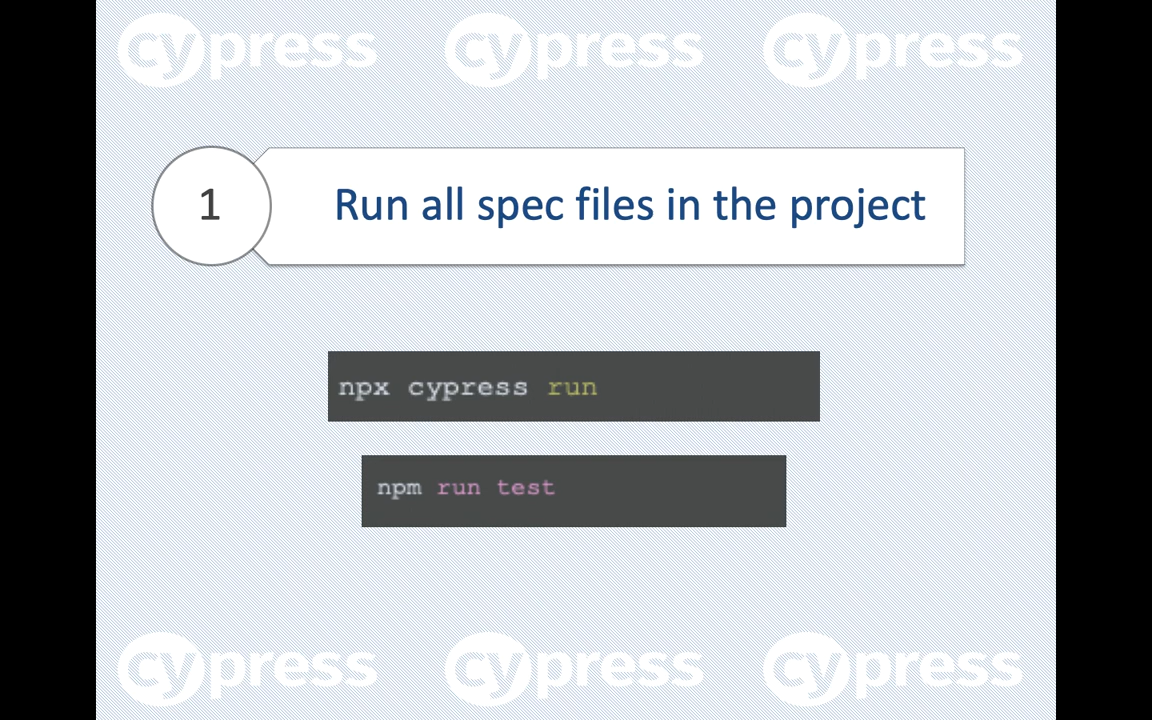 cypress cypress cypress
1 Run all spec files in the project
npx cypress run
npm run test
cypress cypress cypress